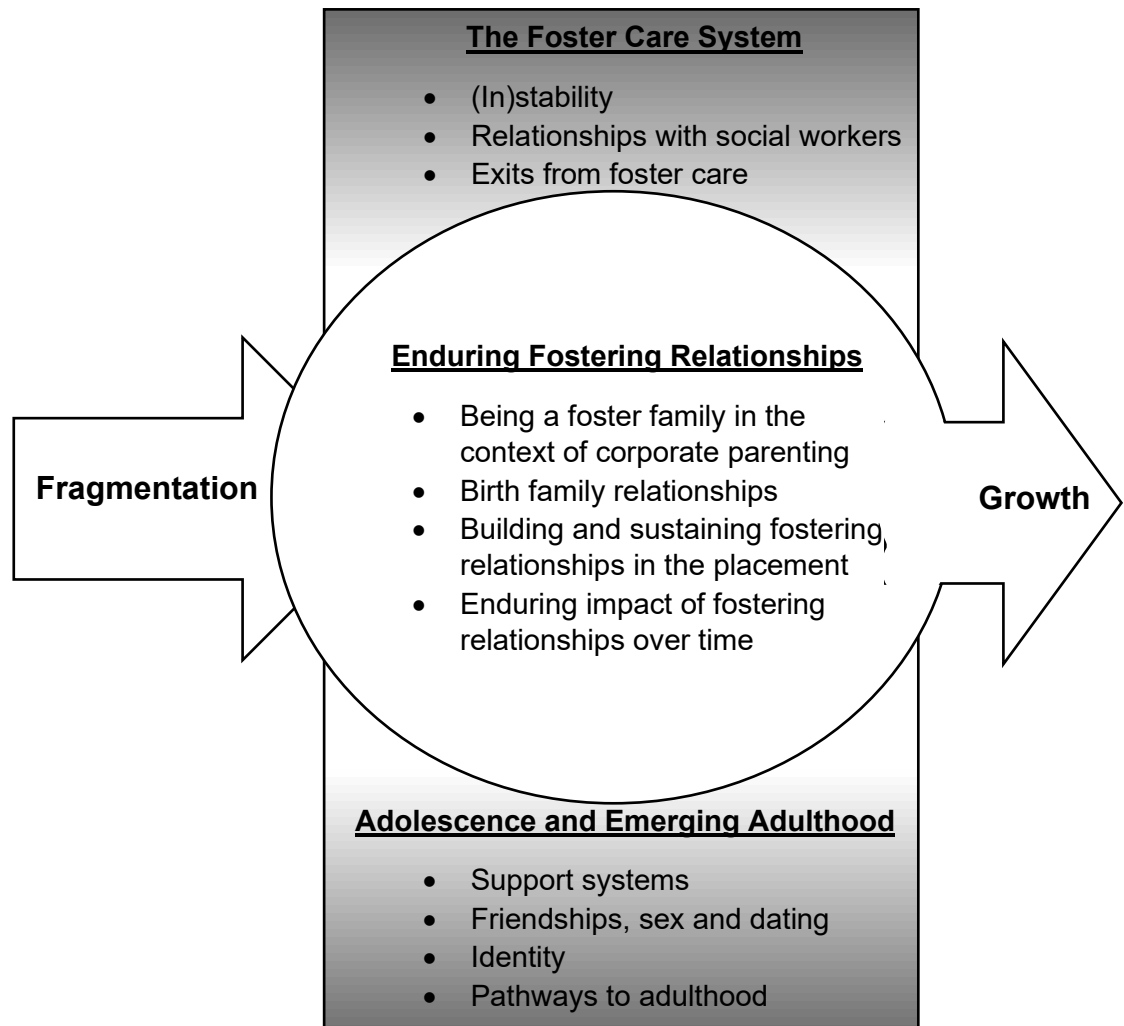 The Foster Care System
• (In)stability
• Relationships with social workers
• Exits from foster care
Enduring Fostering Relationships
• Being a foster family in the
context of corporate parenting
• Birth family relationships
• Building and sustaining fostering
relationships in the placement
• Enduring impact of fostering
relationships over time
Fragmentation
Growth
Adolescence and Emerging Adulthood
• Support systems
• Friendships, sex and dating
• Identity
• Pathways to adulthood